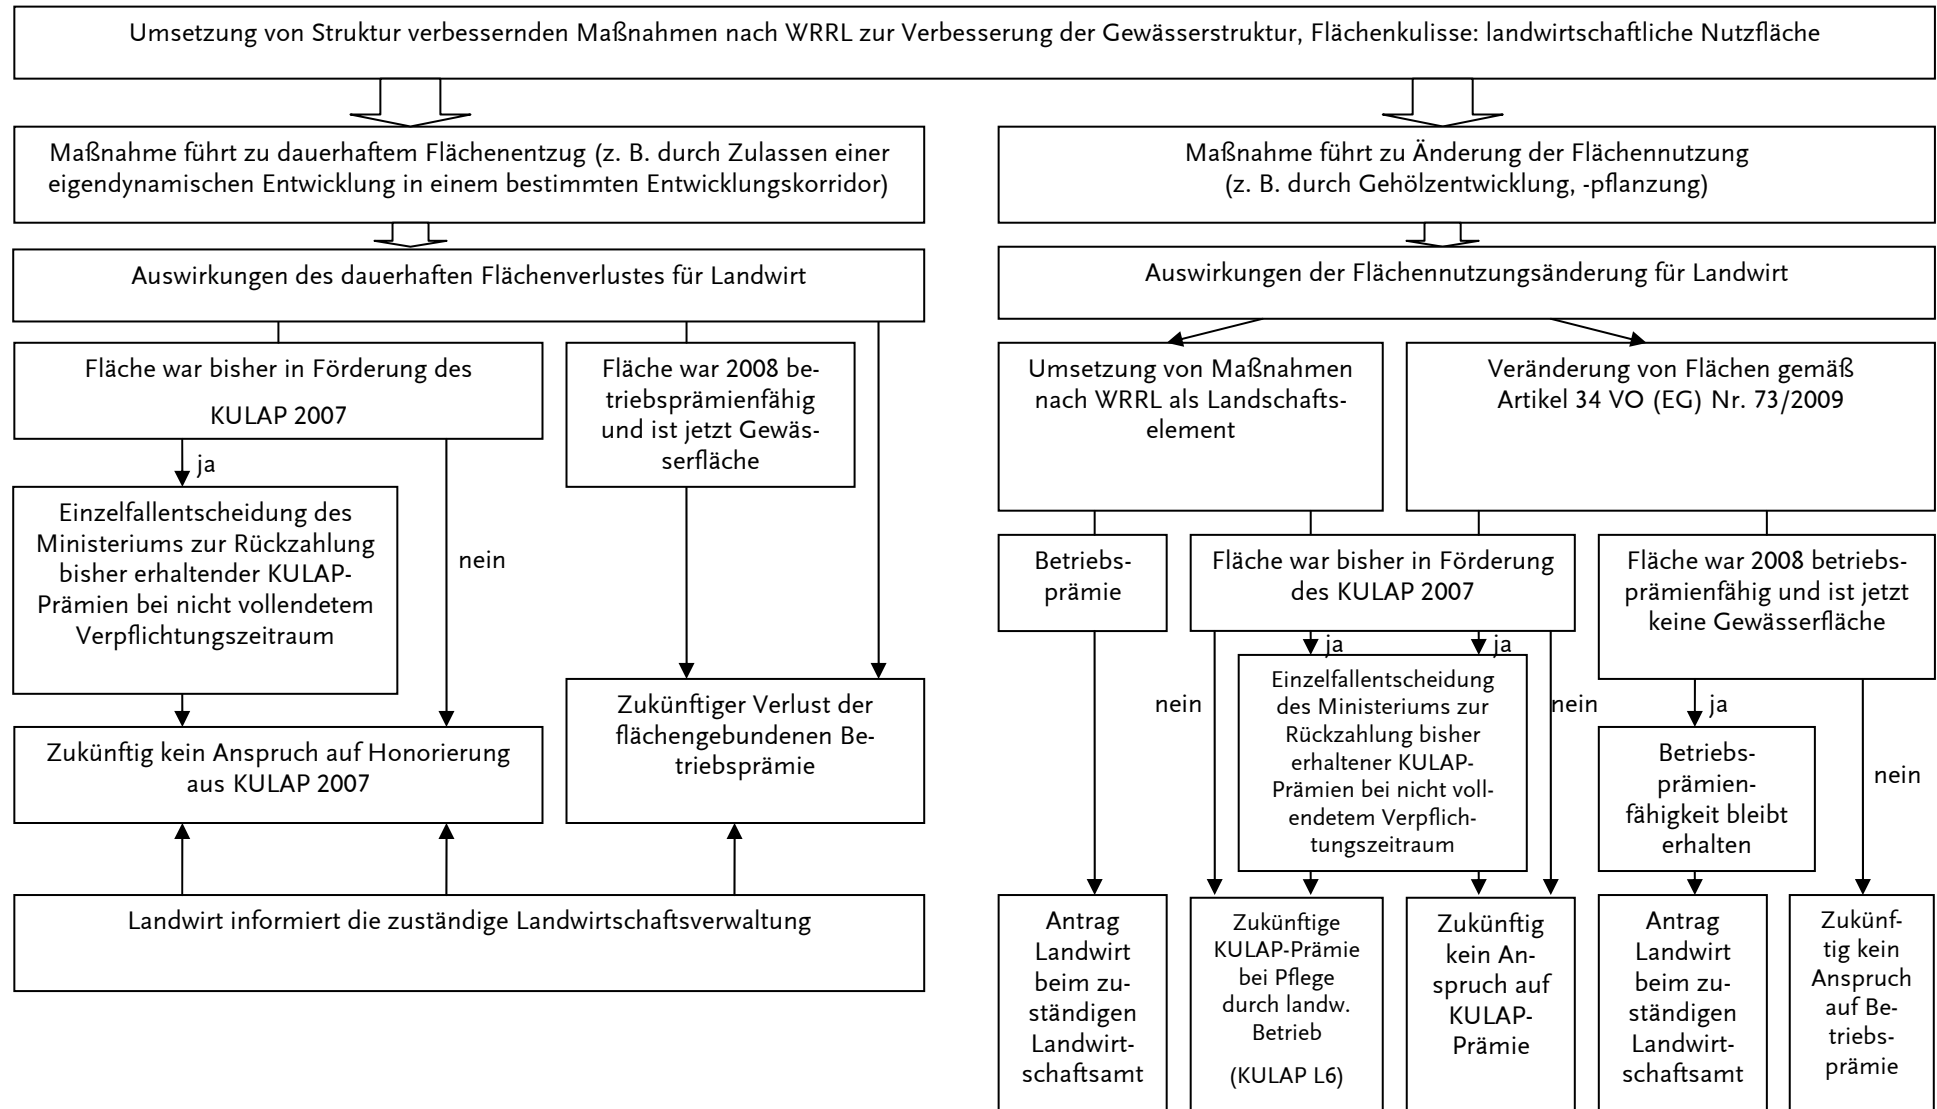 Umsetzung von Struktur verbessernden Maßnahmen nach WRRL zur Verbesserung der Gewässerstruktur, Flächenkulisse: landwirtschaftliche Nutzfläche
Maßnahme führt zu dauerhaftem Flächenentzug (z. B. durch Zulassen einer
eigendynamischen Entwicklung in einem bestimmten Entwicklungskorridor)
Auswirkungen des dauerhaften Flächenverlustes für Landwirt
Fläche war bisher in Förderung des
KULAP 2007
ja
nein
Einzelfallentscheidung des
Ministeriums zur Rückzahlung
bisher erhaltender KULAP-
Prämien bei nicht vollendetem
Verpflichtungszeitraum
Zukünftig kein Anspruch auf Honorierung
aus KULAP 2007
Fläche war 2008 be-
triebsprämienfähig
und ist jetzt Gewäs-
serfläche
Zukünftiger Verlust der
flächengebundenen Be-
triebsprämie
Landwirt informiert die zuständige Landwirtschaftsverwaltung
Maßnahme führt zu Änderung der Flächennutzung
(z. B. durch Gehölzentwicklung, -pflanzung)
Auswirkungen der Flächennutzungsänderung für Landwirt
Umsetzung von Maßnahmen
nach WRRL als Landschafts-
element
Veränderung von Flächen gemäß
Artikel 34 VO (EG) Nr. 73/2009
Betriebs-
prämie
Fläche war bisher in Förderung
des KULAP 2007
Fläche war 2008 betriebs-
prämienfähig und ist jetzt
keine Gewässerfläche
ja
ja
nein
nein
Einzelfallentscheidung
des Ministeriums zur
Rückzahlung bisher
erhaltener KULAP-
Prämien bei nicht voll-
endetem Verpflich-
tungszeitraum
ja
nein
Betriebs-
prämien-
fähigkeit bleibt
erhalten
Antrag
Landwirt
beim zu-
ständigen
Landwirt-
schaftsamt
Zukünftige
KULAP-Prämie
bei Pflege
durch landw.
Betrieb
(KULAP L6)
Zukünftig
kein An-
spruch auf
KULAP-
Prämie
Antrag
Landwirt
beim zu-
ständigen
Landwirt-
schaftsamt
Zukünf-
tig kein
Anspruch
auf Be-
triebs-
prämie